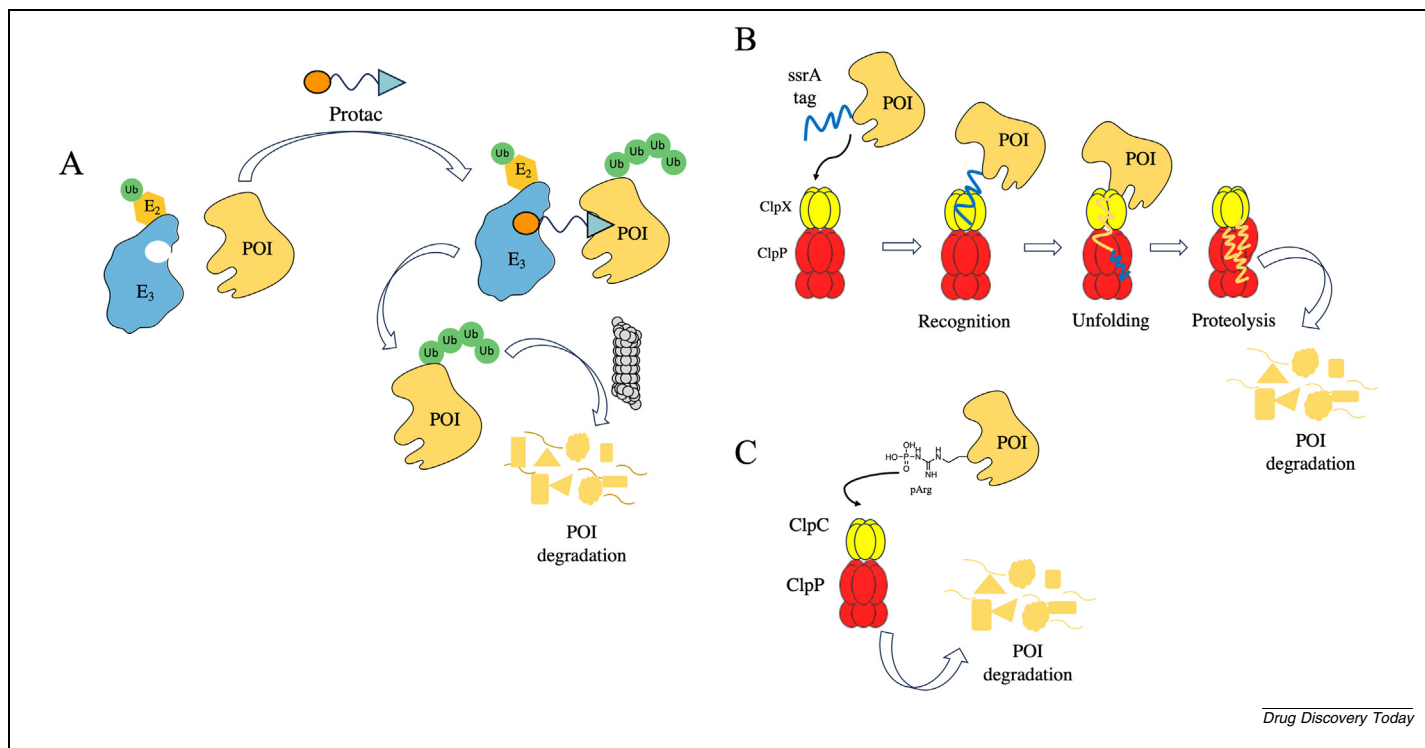 A
Protac
Ub
E2
E3
POI
Ub
E2
E3
Ub
Ub
Ub
Ub
POI
Ub
Ub
Ub
Ub
POI
POI
degradation
B
ssrA
tag
POI
ClpX
ClpP
POI
Recognition
POI
Unfolding
Proteolysis
POI
degradation
C
POI
OH
HO
P
O
H
N
H
N
NH
pArg
ClpC
ClpP
POI
degradation
Drug Discovery Today